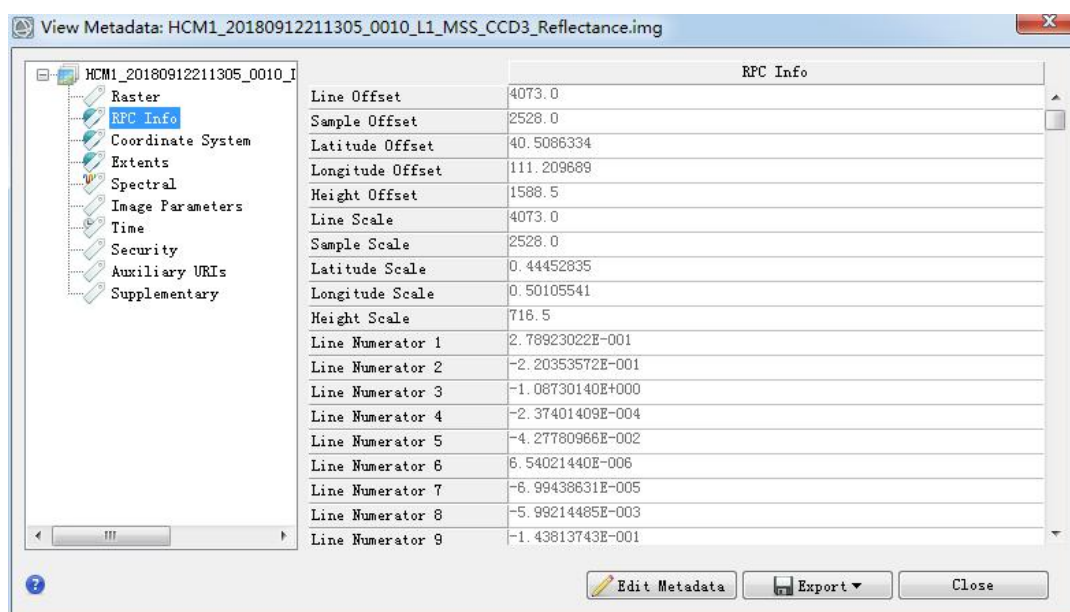 View Metadata: HCM1_20180912211305_0010_L1_MSS_CCD3_Reflectance.img
HCM1_20180912211305_0010_I
Raster
RPC Info
Coordinate System
Extents
Spectral
Image Parameters
Time
Security
Auxiliary URIs
Supplementary
RPC Info
Line Offset 4073.0
Sample Offset 2528.0
Latitude Offset 40.5086334
Longitude Offset 111.209689
Height Offset 1588.5
Line Scale 4073.0
Sample Scale 2528.0
Latitude Scale 0.44452835
Longitude Scale 0.50105541
Height Scale 716.5
Line Numerator 1 2.78923022E-001
Line Numerator 2 -2.20353572E-001
Line Numerator 3 -1.08730140E+000
Line Numerator 4 -2.37401409E-004
Line Numerator 5 -4.27780966E-002
Line Numerator 6 6.54021440E-006
Line Numerator 7 -6.99438631E-005
Line Numerator 8 -5.99214485E-003
Line Numerator 9 -1.43813743E-001
Edit Metadata Export Close